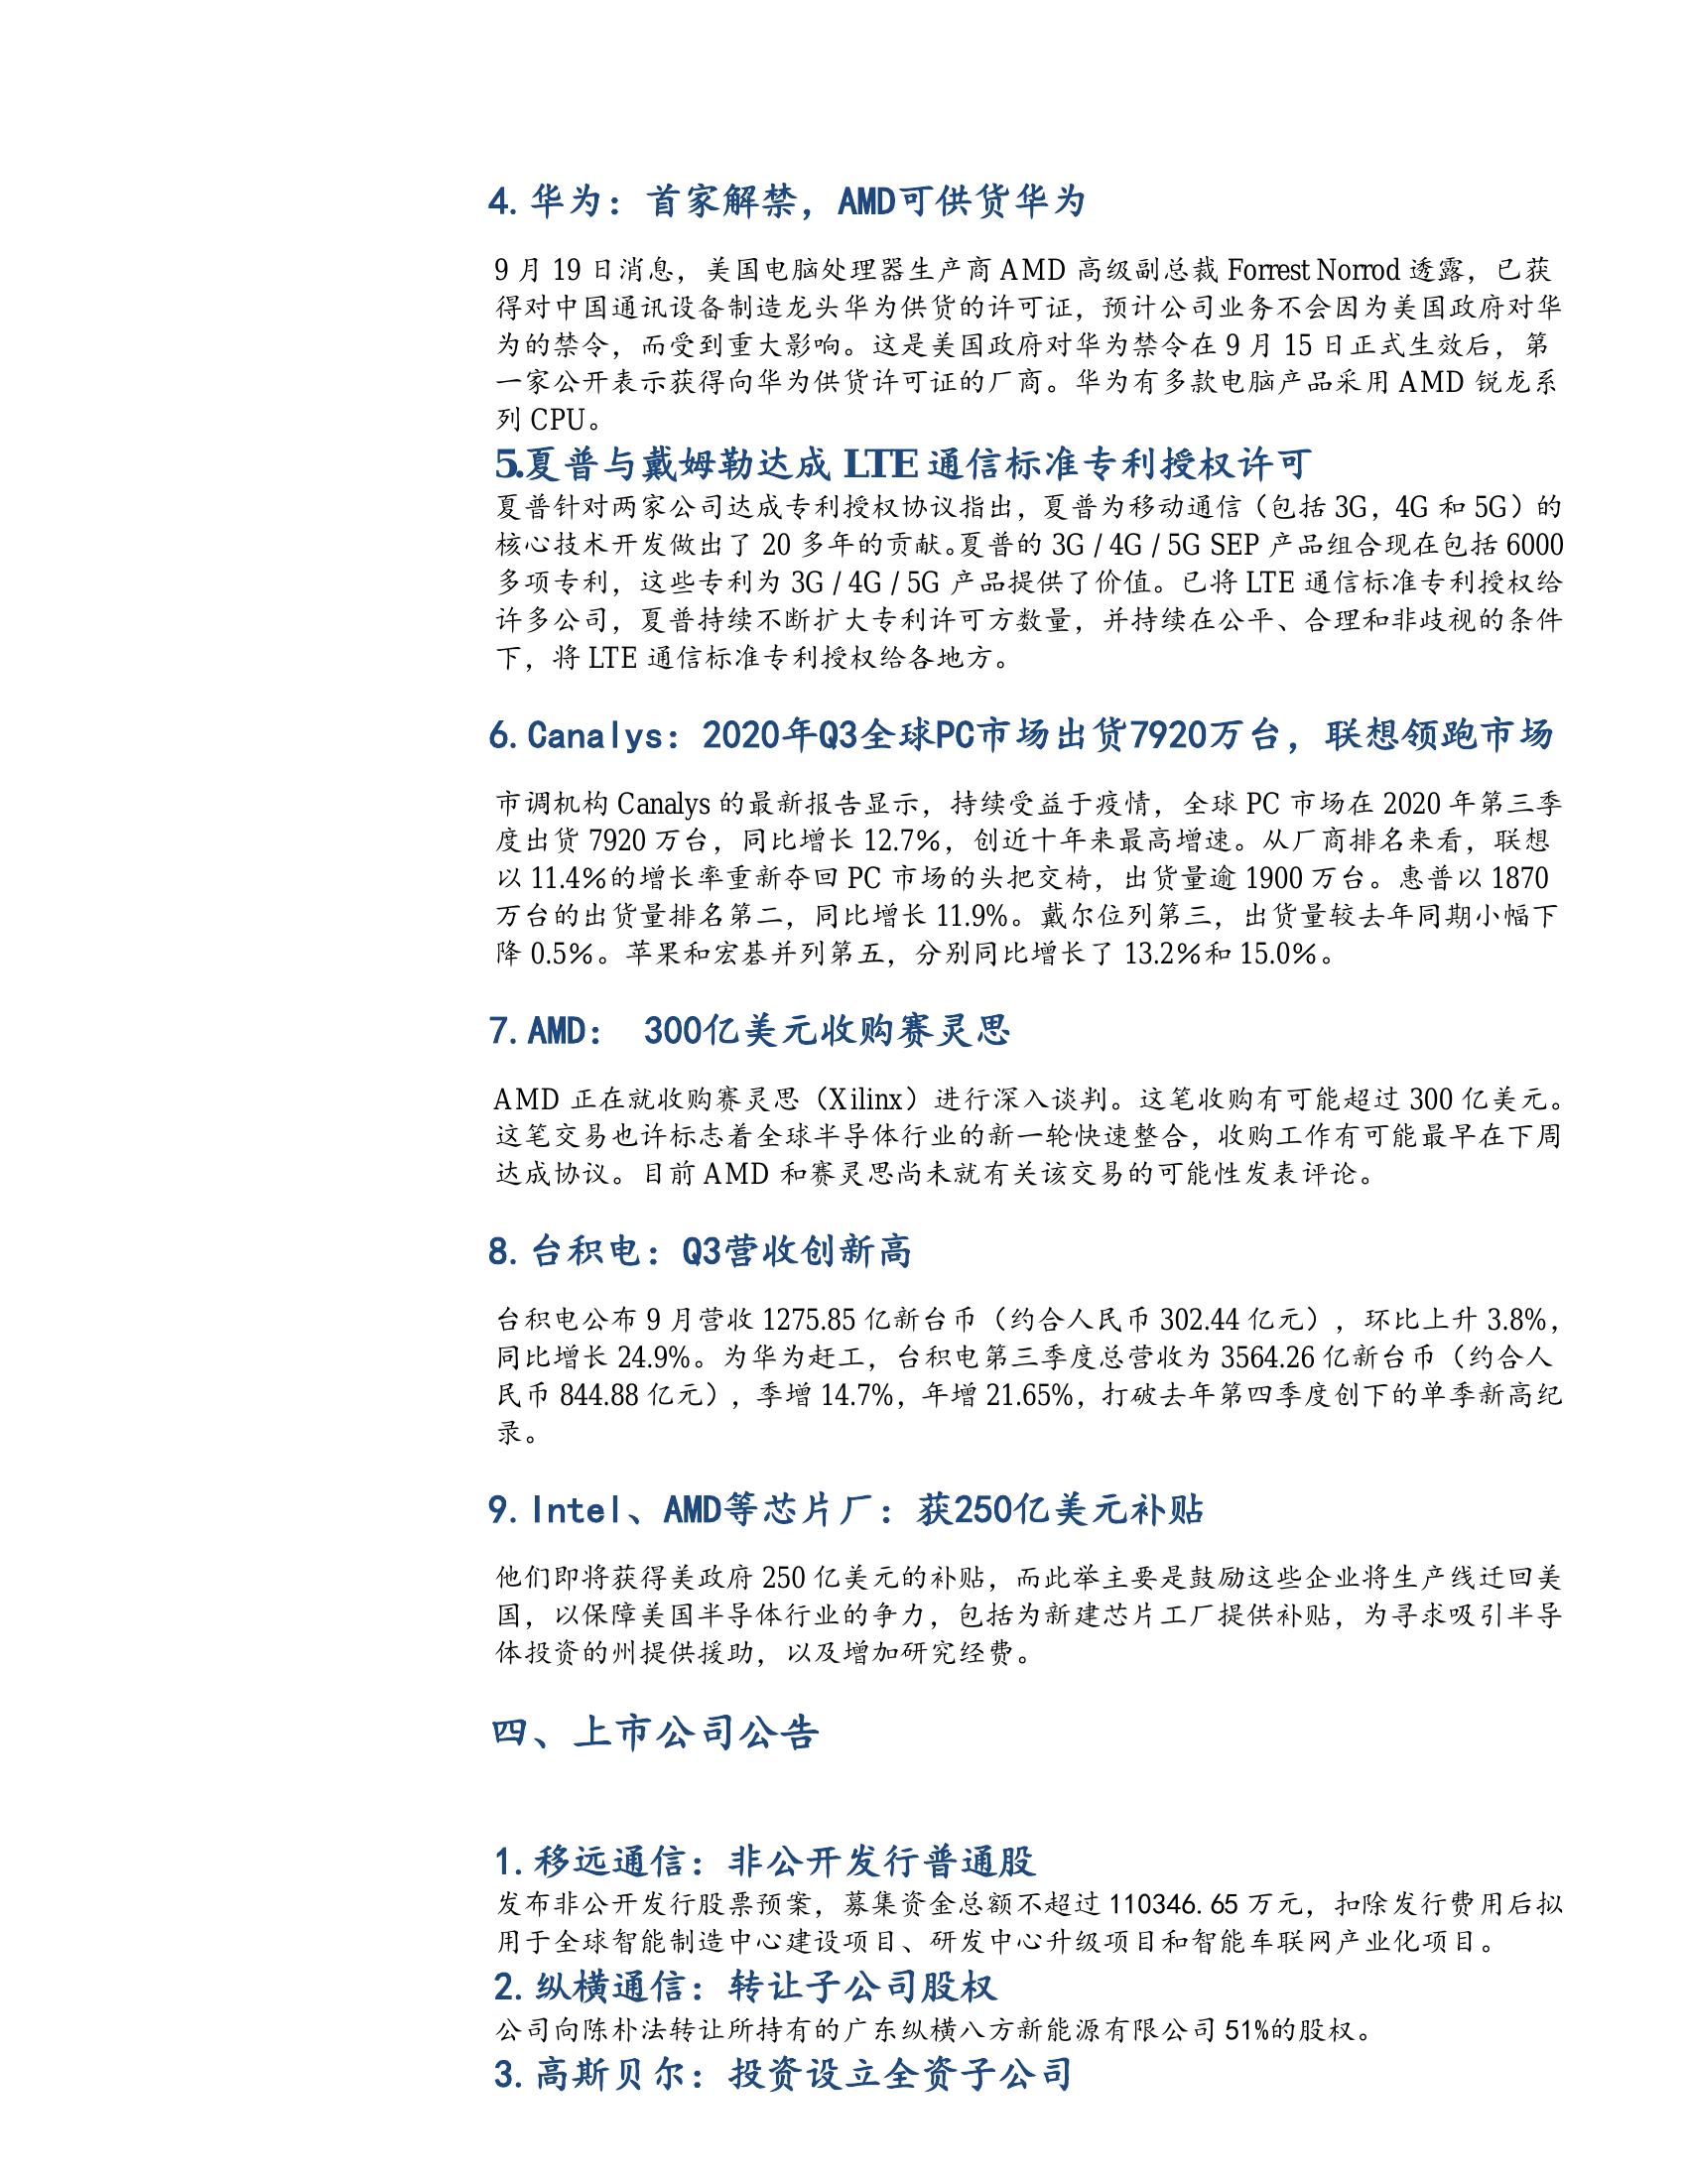 4.华为：首家解禁，AMD可供货华为
9 月 19 日消息，美国电脑处理器生产商 AMD 高级副总裁 Forrest Norrod 透露，已获
得对中国通讯设备制造龙头华为供货的许可证，预计公司业务不会因为美国政府对华
为的禁令，而受到重大影响。这是美国政府对华为禁令在 9 月 15 日正式生效后，第
一家公开表示获得向华为供货许可证的厂商。华为有多款电脑产品采用 AMD 锐龙系
列 CPU。
5.夏普与戴姆勒达成 LTE 通信标准专利授权许可
夏普针对两家公司达成专利授权协议指出，夏普为移动通信（包括 3G，4G 和 5G）的
核心技术开发做出了 20 多年的贡献。夏普的 3G / 4G / 5G SEP 产品组合现在包括 6000
多项专利，这些专利为 3G / 4G / 5G 产品提供了价值。已将 LTE 通信标准专利授权给
许多公司，夏普持续不断扩大专利许可方数量，并持续在公平、合理和非歧视的条件
下，将 LTE 通信标准专利授权给各地方。
6.Canalys：2020年Q3全球PC市场出货7920万台，联想领跑市场
市调机构 Canalys 的最新报告显示，持续受益于疫情，全球 PC 市场在 2020 年第三季
度出货 7920 万台，同比增长 12.7%，创近十年来最高增速。从厂商排名来看，联想
以 11.4%的增长率重新夺回 PC 市场的头把交椅，出货量逾 1900 万台。惠普以 1870
万台的出货量排名第二，同比增长 11.9%。戴尔位列第三，出货量较去年同期小幅下
降 0.5%。苹果和宏碁并列第五，分别同比增长了 13.2%和 15.0%。
7.AMD： 300亿美元收购赛灵思
AMD 正在就收购赛灵思（Xilinx）进行深入谈判。这笔收购有可能超过 300 亿美元。
这笔交易也许标志着全球半导体行业的新一轮快速整合，收购工作有可能最早在下周
达成协议。目前 AMD 和赛灵思尚未就有关该交易的可能性发表评论。
8.台积电：Q3营收创新高
台积电公布 9 月营收 1275.85 亿新台币（约合人民币 302.44 亿元），环比上升 3.8%，
同比增长 24.9%。为华为赶工，台积电第三季度总营收为 3564.26 亿新台币（约合人
民币 844.88 亿元），季增 14.7%，年增 21.65%，打破去年第四季度创下的单季新高纪
录。
9.Intel、AMD等芯片厂：获250亿美元补贴
他们即将获得美政府 250 亿美元的补贴，而此举主要是鼓励这些企业将生产线迁回美
国，以保障美国半导体行业的争力，包括为新建芯片工厂提供补贴，为寻求吸引半导
体投资的州提供援助，以及增加研究经费。
四、上市公司公告
1.移远通信：非公开发行普通股
发布非公开发行股票预案，募集资金总额不超过 110346.65 万元，扣除发行费用后拟
用于全球智能制造中心建设项目、研发中心升级项目和智能车联网产业化项目。
2.纵横通信：转让子公司股权
公司向陈朴法转让所持有的广东纵横八方新能源有限公司 51%的股权。
3.高斯贝尔：投资设立全资子公司